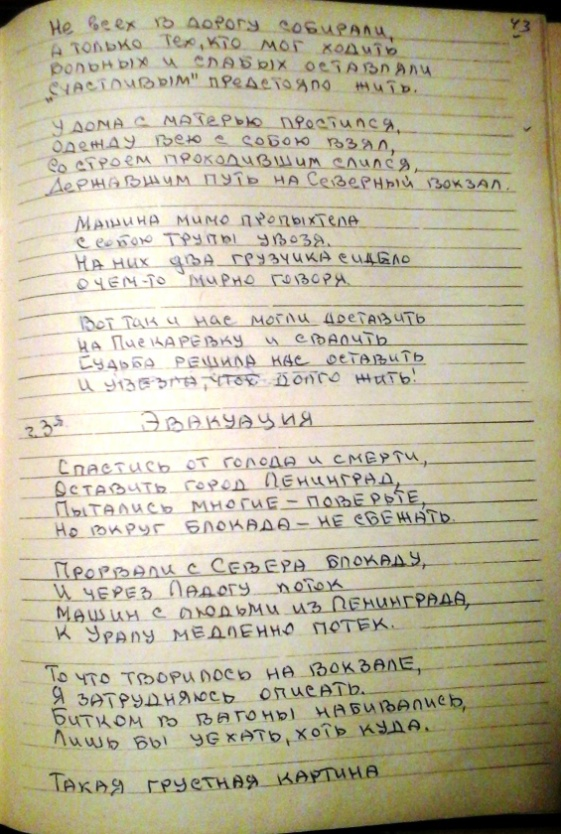 43
Не всех в дорогу собирали,
А только тех, кто мог ходить
Больных и слабых оставляли
"Счастливым" предстояло жить.
У дома с матерью простился,
Одежду всю с собою взял,
Со строем проходившим слился,
Державшим путь на Северный вокзал.
Машина мимо пропыхтела
с собою трупы увозя.
На них два грузчика сидело
о чем-то мирно говоря.
Вот так и нас могли доставить
на Пискаревку и свалить
Судьба решила нас оставить
И увезла, долго жить!
г. 3я. Эвакуация
Спастись от голода и смерти,
Оставить город Ленинград,
Пытались многие – поверьте,
Но вкруг блокада – не сбежать.
Прорвали с Севера блокаду,
И через Ладогу поток
Машин с людьми из Ленинграда,
К Уралу медленно потек.
То что творилось на вокзале,
Я затрудняюсь описать.
Битком в вагоны набивались,
Лишь бы уехать, хоть куда.
Такая грустная картина